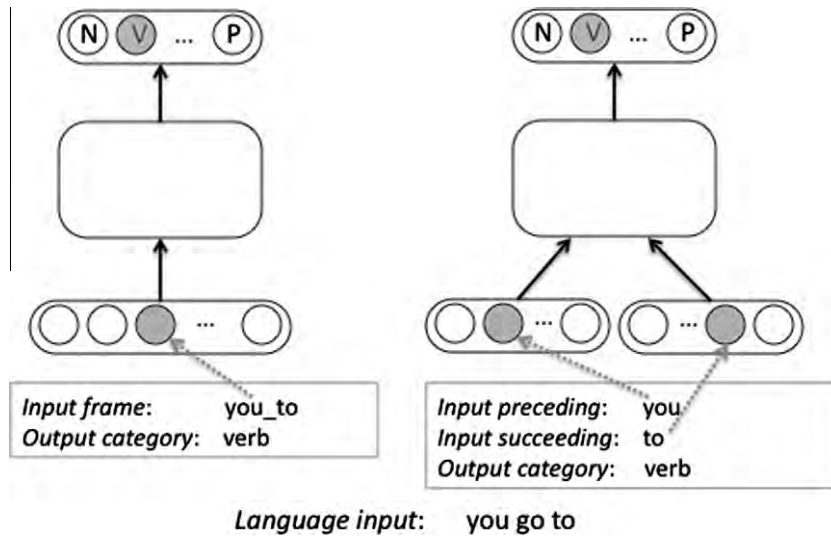 N V ... P
N V ... P
...
... ...
Input frame: you_to
Output category: verb
Input preceding: you
Input succeeding: to
Output category: verb
Language input: you go to